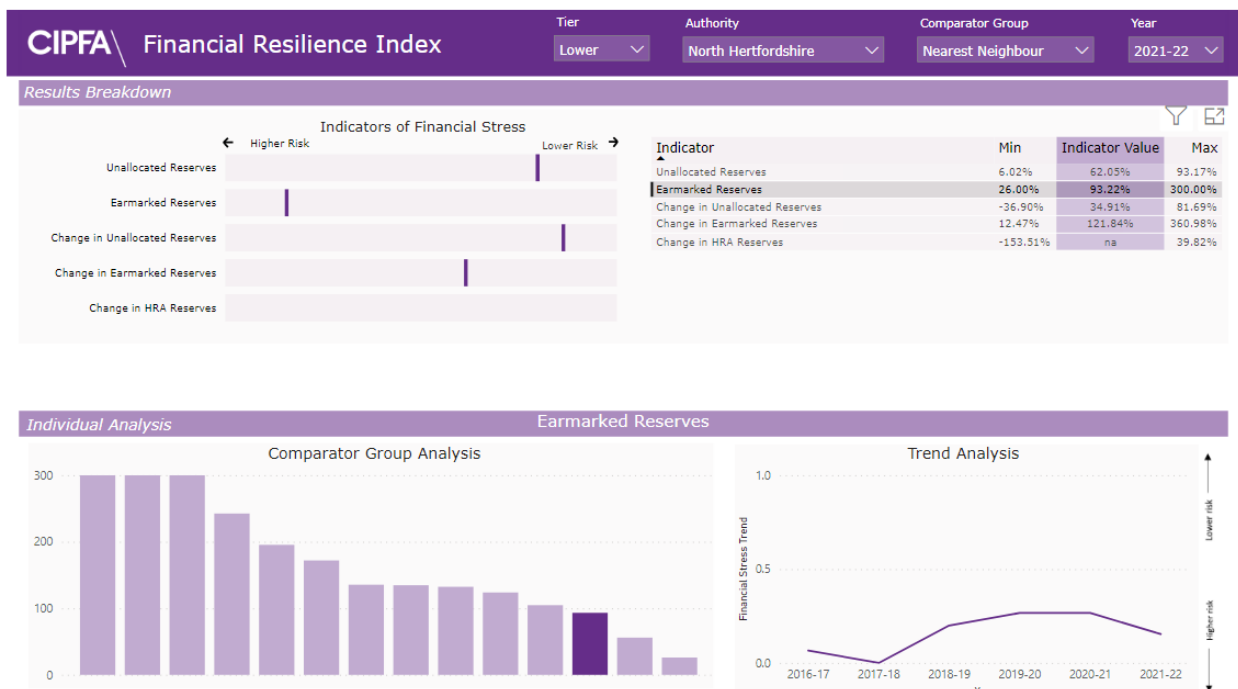 Tier Authority Comparator Group Year
CIPFA\ Financial Resilience Index
Lower North Hertfordshire Nearest Neighbour 2021-22
Results Breakdown
Indicators of Financial Stress
← Higher Risk Lower Risk →
Unallocated Reserves
Earmarked Reserves
Change in Unallocated Reserves
Change in Earmarked Reserves
Change in HRA Reserves
Indicator Min Indicator Value Max
Unallocated Reserves 6.02% 62.05% 93.17%
Earmarked Reserves 26.00% 93.22% 300.00%
Change in Unallocated Reserves -36.90% 34.91% 81.69%
Change in Earmarked Reserves 12.47% 121.84% 360.98%
Change in HRA Reserves -153.51% na 39.82%
Individual Analysis Earmarked Reserves
Comparator Group Analysis
300
200
100
0
Trend Analysis
Financial Stress Trend
1.0
0.5
0.0
2016-17 2017-18 2018-19 2019-20 2020-21 2021-22
Lower risk
Higher risk